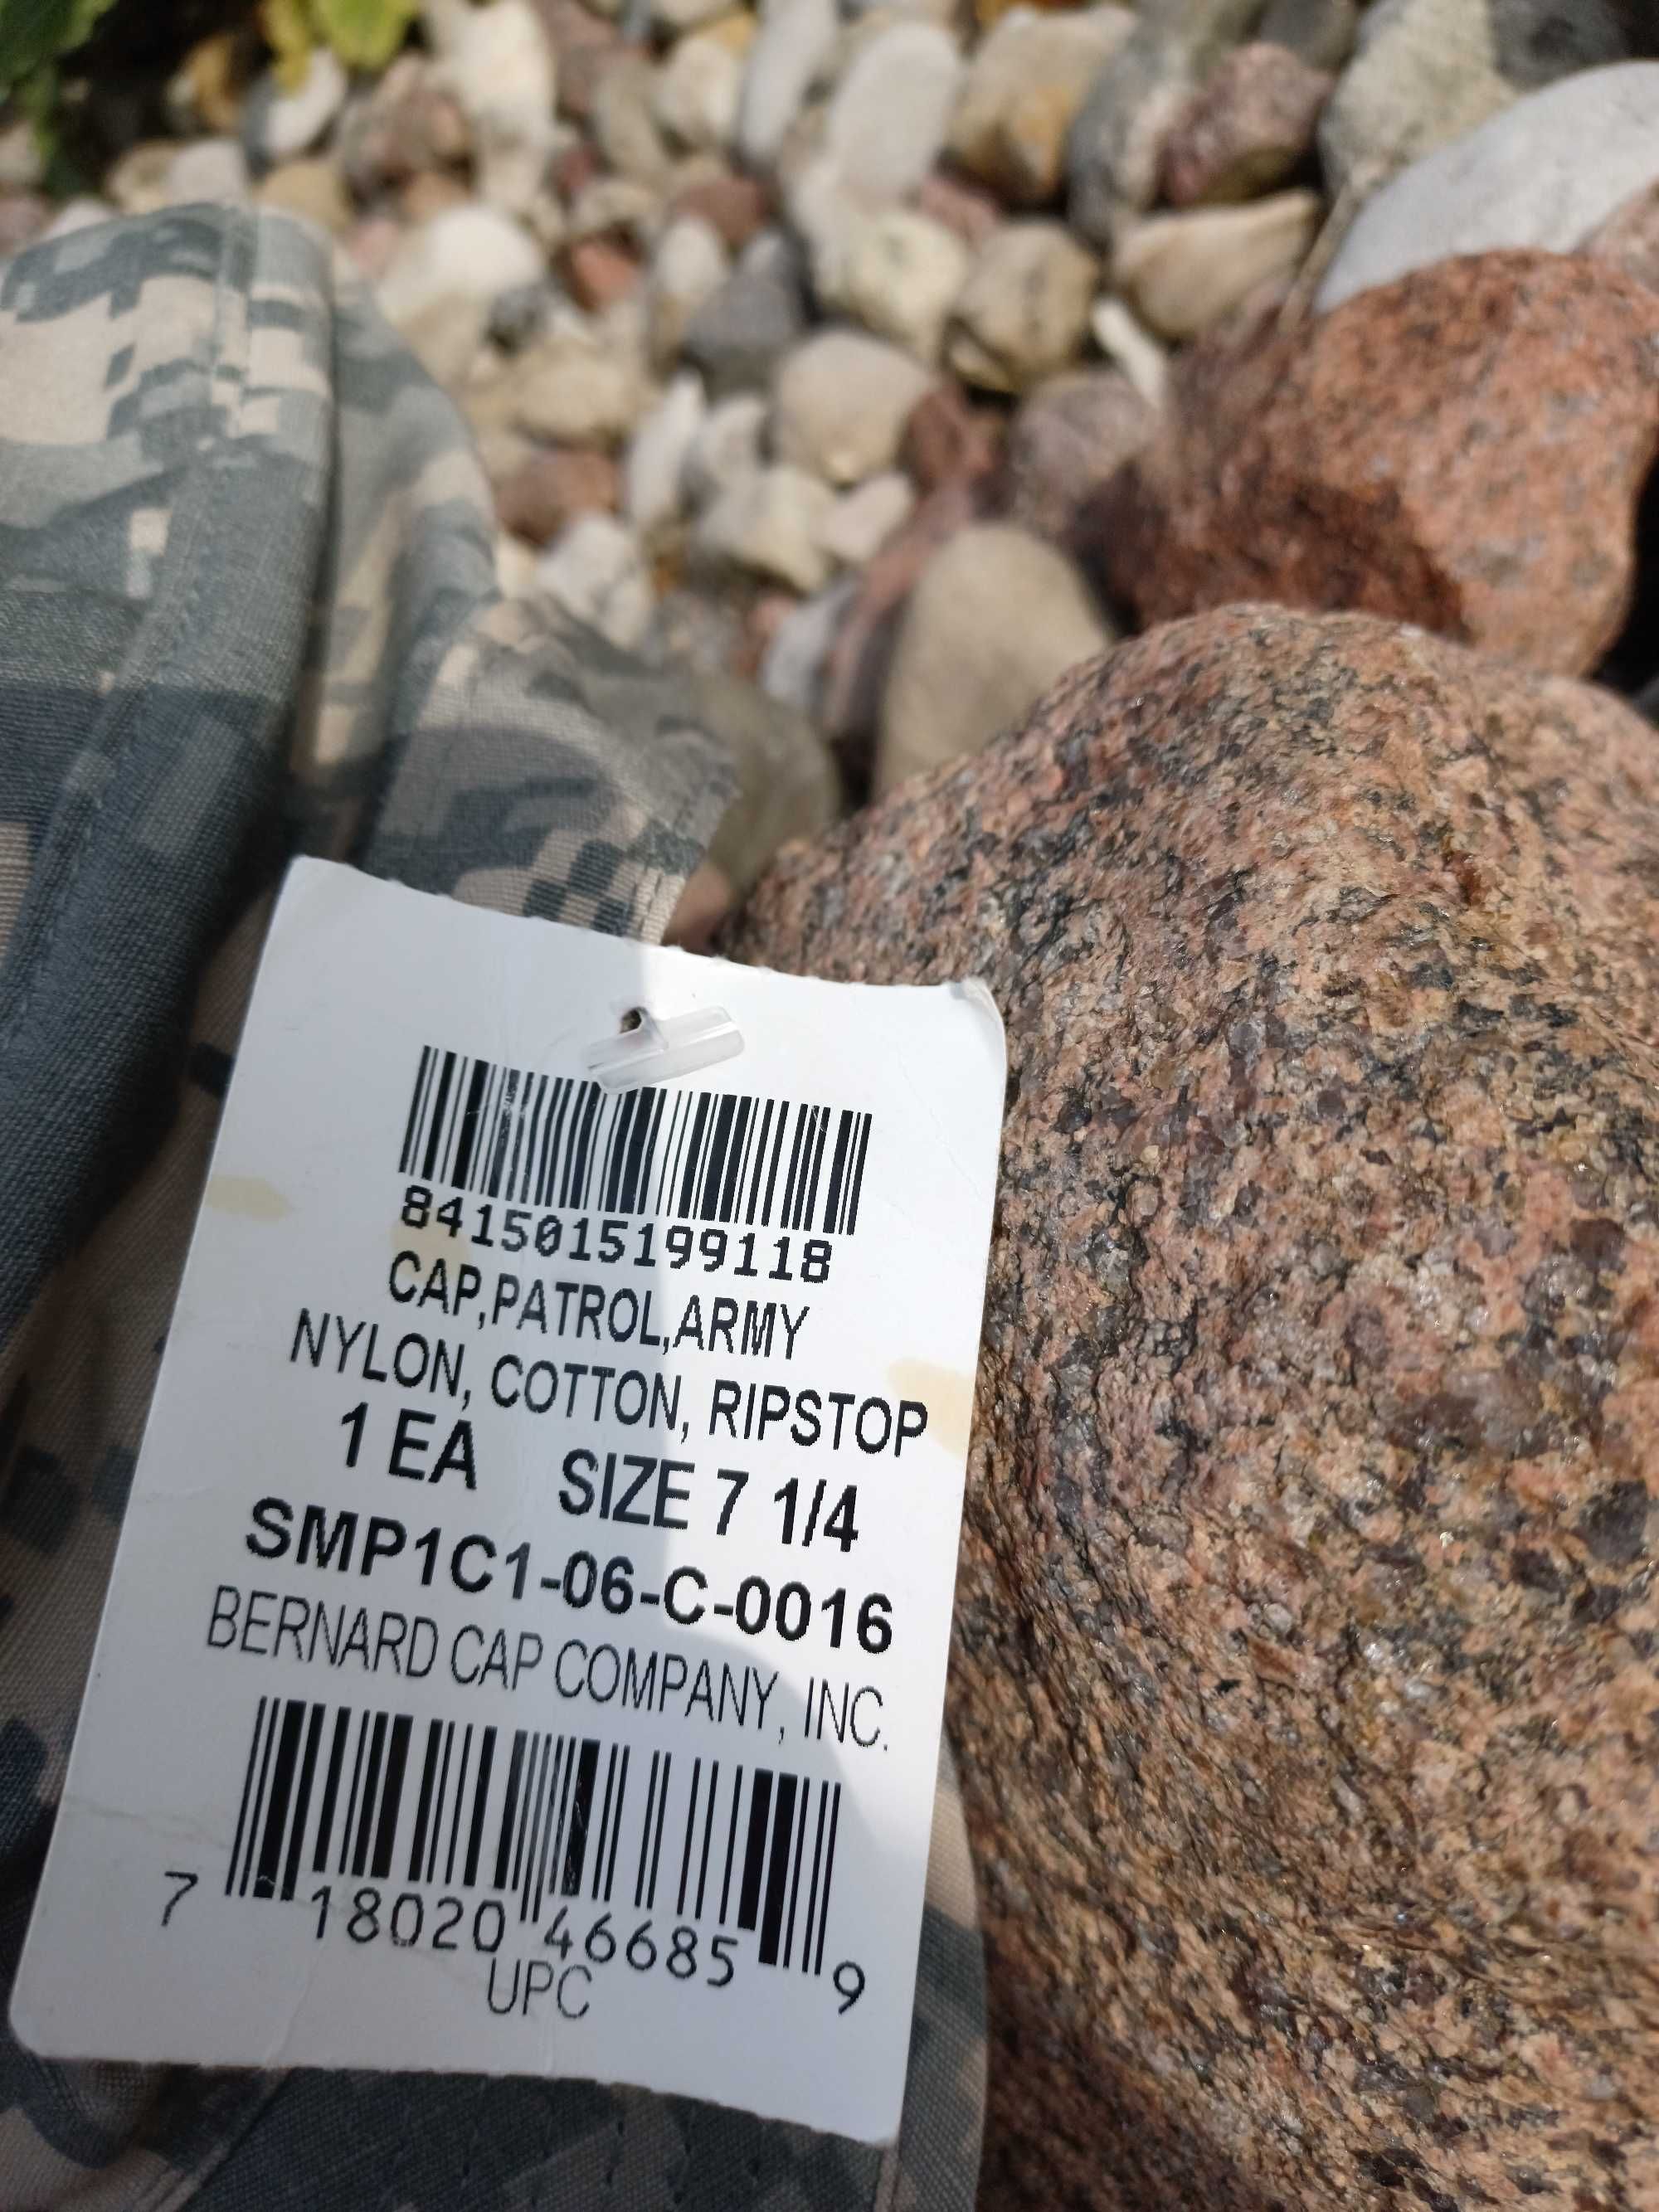 8415015199118
CAP,PATROL,ARMY
NYLON, COTTON, RIPSTOP
1 EA SIZE 7 1/4
SMP1C1-06-C-0016
BERNARD CAP COMPANY, INC.
7 18020 46685 9
UPC